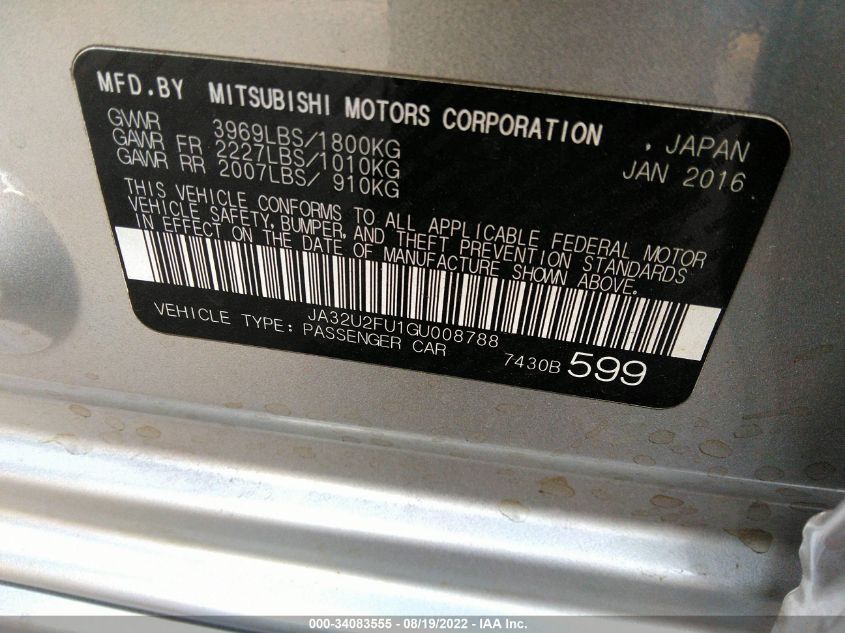 MFD.BY MITSUBISHI MOTORS CORPORATION , JAPAN
GVWR 3969LBS/1800KG JAN 2016
GAWR FR 2227LBS/1010KG
GAWR RR 2007LBS/ 910KG
THIS VEHICLE CONFORMS TO ALL APPLICABLE FEDERAL MOTOR
VEHICLE SAFETY, BUMPER, AND THEFT PREVENTION STANDARDS
IN EFFECT ON THE DATE OF MANUFACTURE SHOWN ABOVE.
JA32U2FU1GU008788
VEHICLE TYPE: PASSENGER CAR 7430B 599
000-34083555 - 08/19/2022 - IAA Inc.